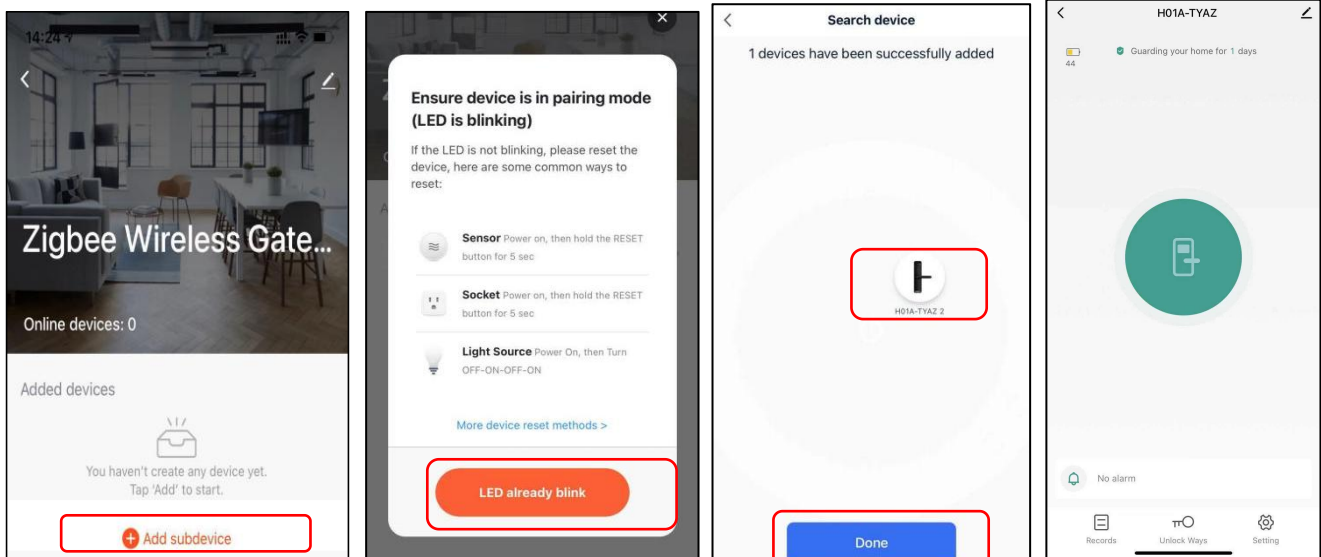 14:24
Zigbee Wireless Gate...
Online devices: 0
Added devices
You haven't create any device yet.
Tap 'Add' to start.
Add subdevice
Ensure device is in pairing mode
(LED is blinking)
If the LED is not blinking, please reset the
device, here are some common ways to
reset:
Sensor Power on, then hold the RESET
button for 5 sec
Socket Power on, then hold the RESET
button for 5 sec
Light Source Power On, then Turn
OFF-ON-OFF-ON
More device reset methods >
LED already blink
Search device
1 devices have been successfully added
H01A-TYAZ 2
Done
H01A-TYAZ
44
Guarding your home for 1 days
No alarm
Records
Unlock Ways
Setting